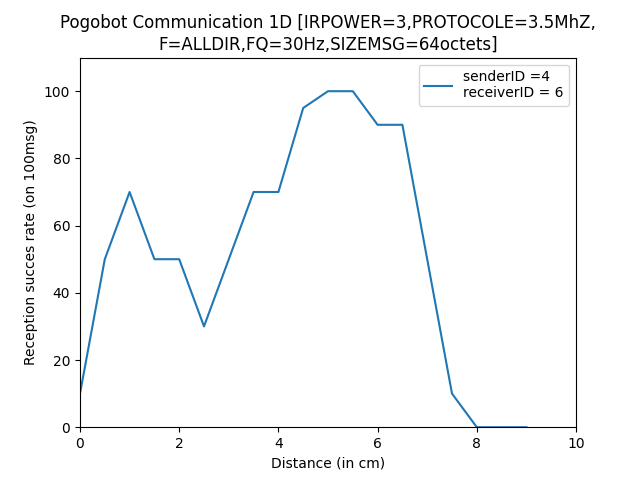 Pogobot Communication 1D [IRPOWER=3,PROTOCOLE=3.5MhZ,
F=ALLDIR,FQ=30Hz,SIZEMSG=64octets]
senderID =4
receiverID = 6
Reception succes rate (on 100msg)
100
80
60
40
20
0
0 2 4 6 8 10
Distance (in cm)